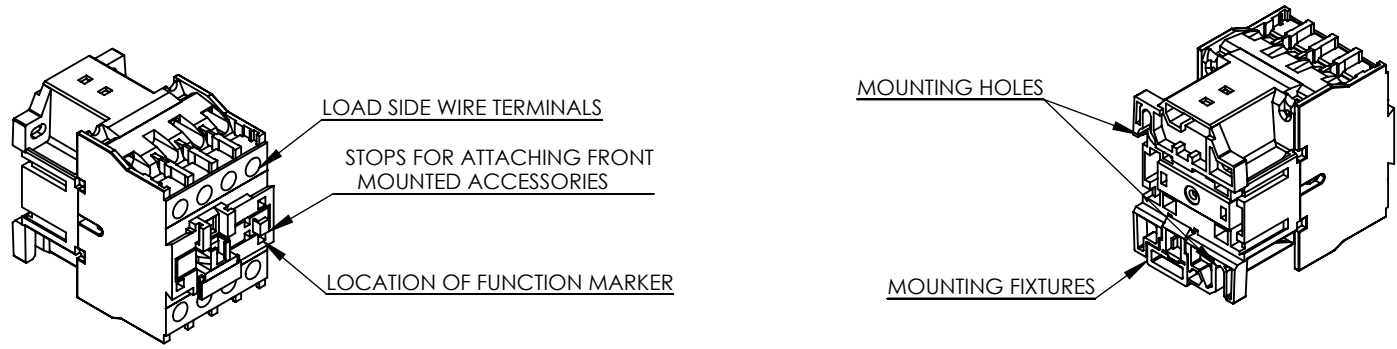 LOAD SIDE WIRE TERMINALS
STOPS FOR ATTACHING FRONT
MOUNTED ACCESSORIES
LOCATION OF FUNCTION MARKER
MOUNTING HOLES
MOUNTING FIXTURES